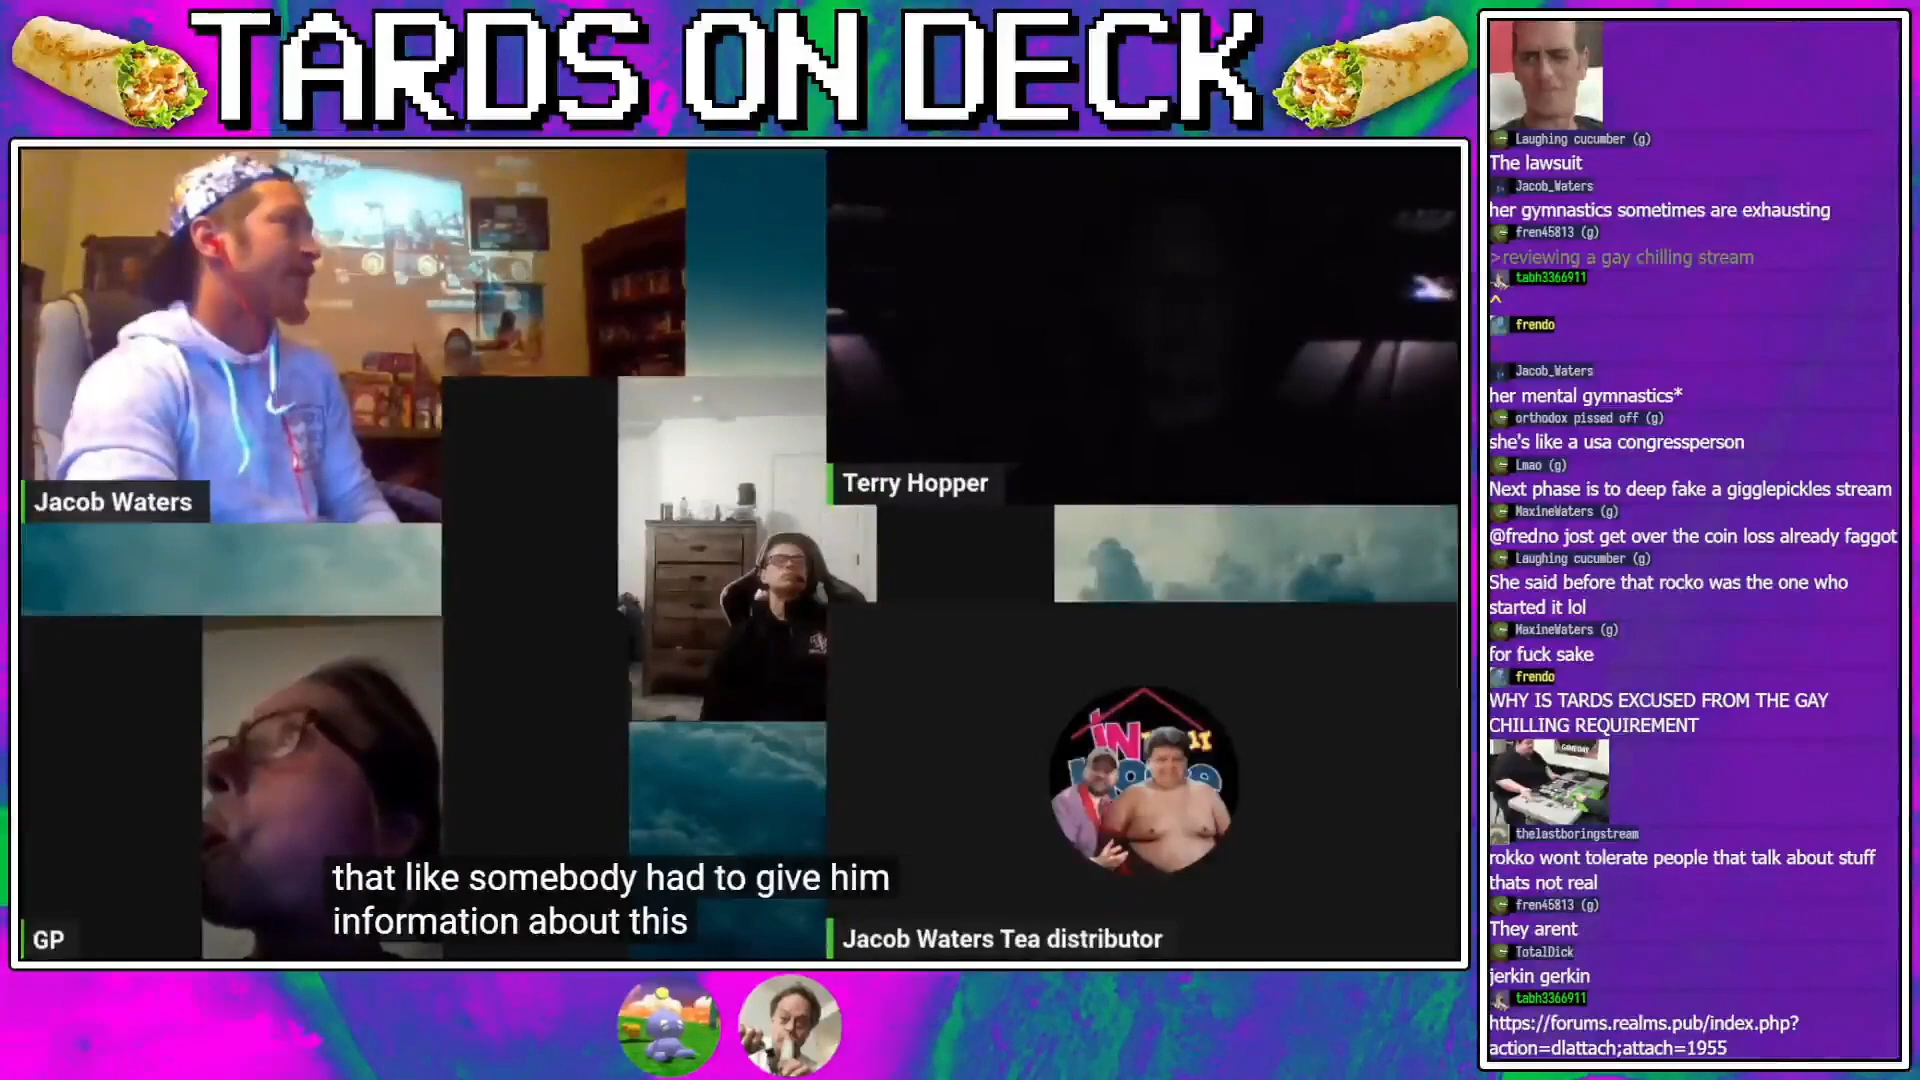 TARDS ON DECK
Jacob Waters
Terry Hopper
GP
that like somebody had to give him
information about this
IN
Jacob Waters Tea distributor
Laughing cucumber (g)
The lawsuit
Jacob_Waters
her gymnastics sometimes are exhausting
fren45813 (g)
>reviewing a gay chilling stream
tabh3366911
^
frendo
Jacob_Waters
her mental gymnastics*
orthodox pissed off (g)
she's like a usa congressperson
Lmao (g)
Next phase is to deep fake a gigglepickles stream
MaxineWaters (g)
@fredno jost get over the coin loss already faggot
Laughing cucumber (g)
She said before that rocko was the one who
started it lol
MaxineWaters (g)
for fuck sake
frendo
WHY IS TARDS EXCUSED FROM THE GAY
CHILLING REQUIREMENT
GAMEDAY
thelastboringstream
rokko wont tolerate people that talk about stuff
thats not real
fren45813 (g)
They arent
TotalDick
jerkin gerkin
tabh3366911
https://forums.realms.pub/index.php?
action=dlattach;attach=1955